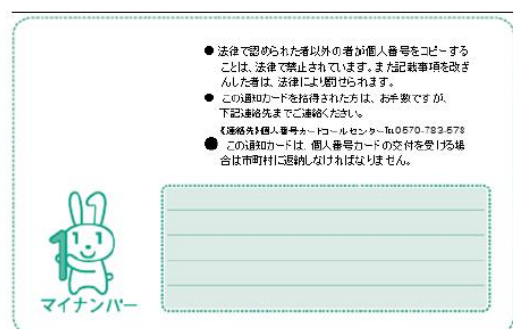 ● 法律で認められた者以外の者が個人番号をコピーする
ことは、法律で禁止されています。また記載事項を改ざ
んした者は、法律により罰せられます。
● この通知カードを拾得された方は、お手数ですが、
下記連絡先までご連絡ください。
《連絡先》個人番号カードコールセンター℡0570-783-578
● この通知カードは、個人番号カードの交付を受ける場
合は市町村に返納しなければなりません。
1
マイナンバー